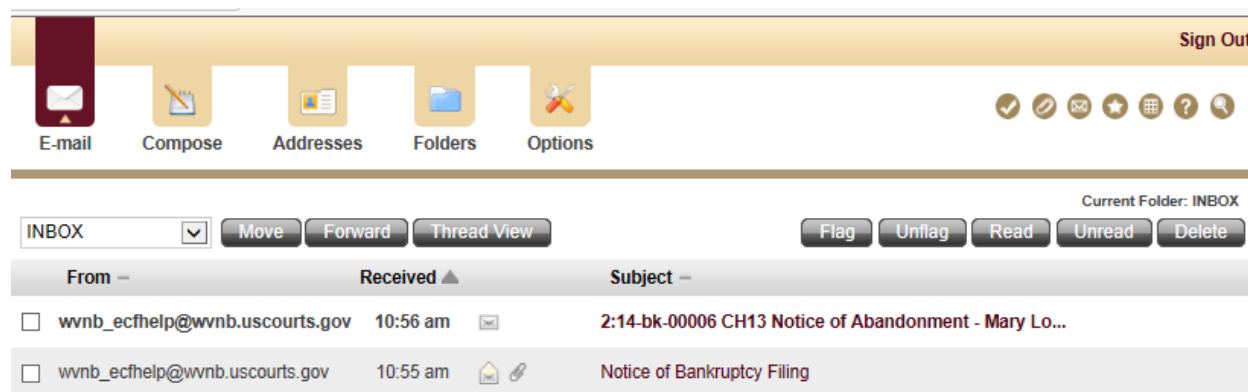 Sign Out
E-mail Compose Addresses Folders Options
Current Folder: INBOX
INBOX Move Forward Thread View Flag Unflag Read Unread Delete
From Received Subject
wvnb_ecfhelp@wvnb.uscourts.gov 10:56 am 2:14-bk-00006 CH13 Notice of Abandonment - Mary Lo...
wvnb_ecfhelp@wvnb.uscourts.gov 10:55 am Notice of Bankruptcy Filing